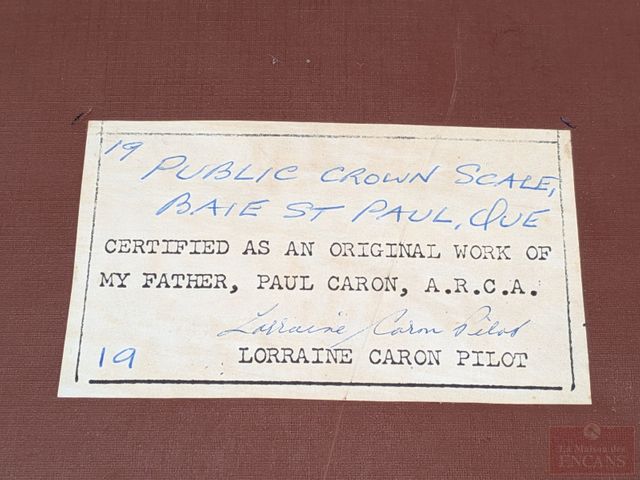 19
PUBLIC CROWN SCALE,
BAIE ST PAUL, QUE
CERTIFIED AS AN ORIGINAL WORK OF
MY FATHER, PAUL CARON, A.R.C.A.
Lorraine Caron Pilot
19 LORRAINE CARON PILOT
La Maison des
ENCANS